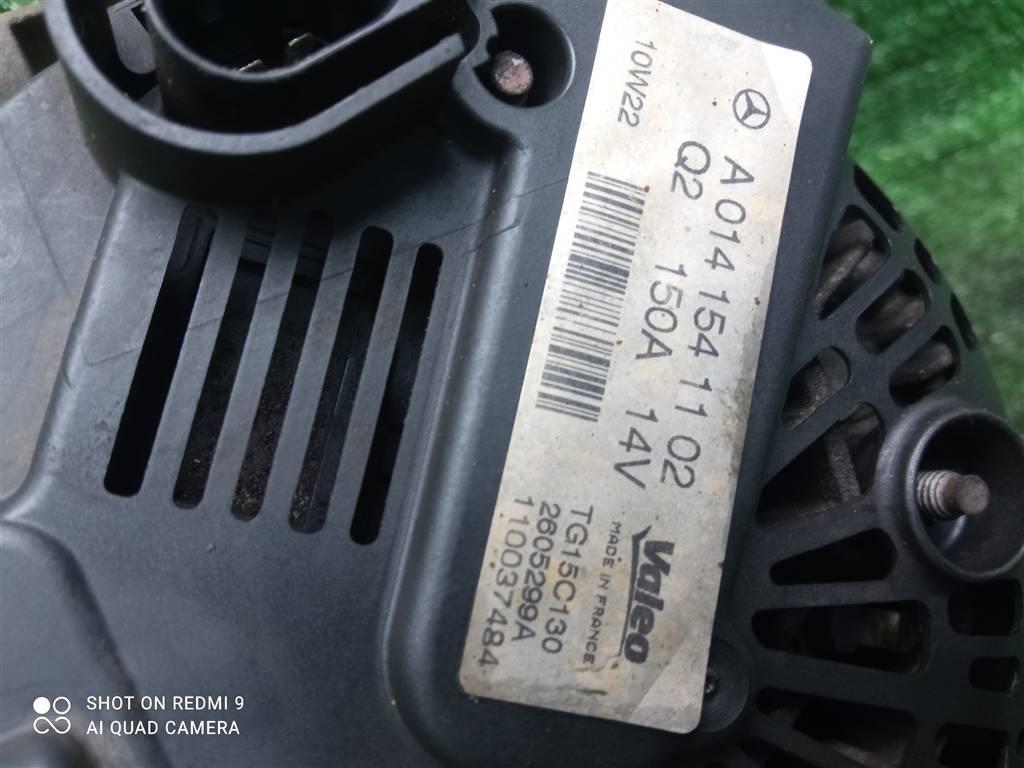 A 014 154 11 02
Q2 150A 14V
10W22
Valeo
MADE IN FRANCE
TG15C130
2605299A
110037484
SHOT ON REDMI 9
AI QUAD CAMERA